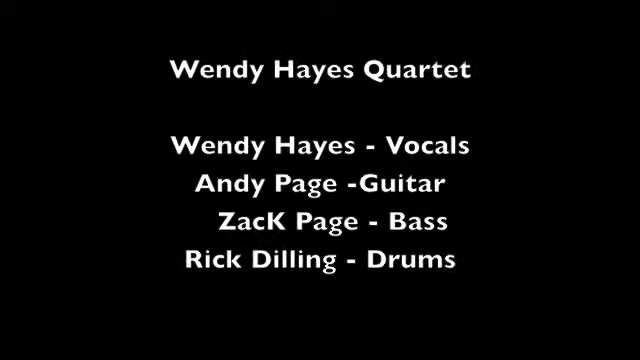 Wendy Hayes Quartet
Wendy Hayes - Vocals
Andy Page -Guitar
ZacK Page - Bass
Rick Dilling - Drums